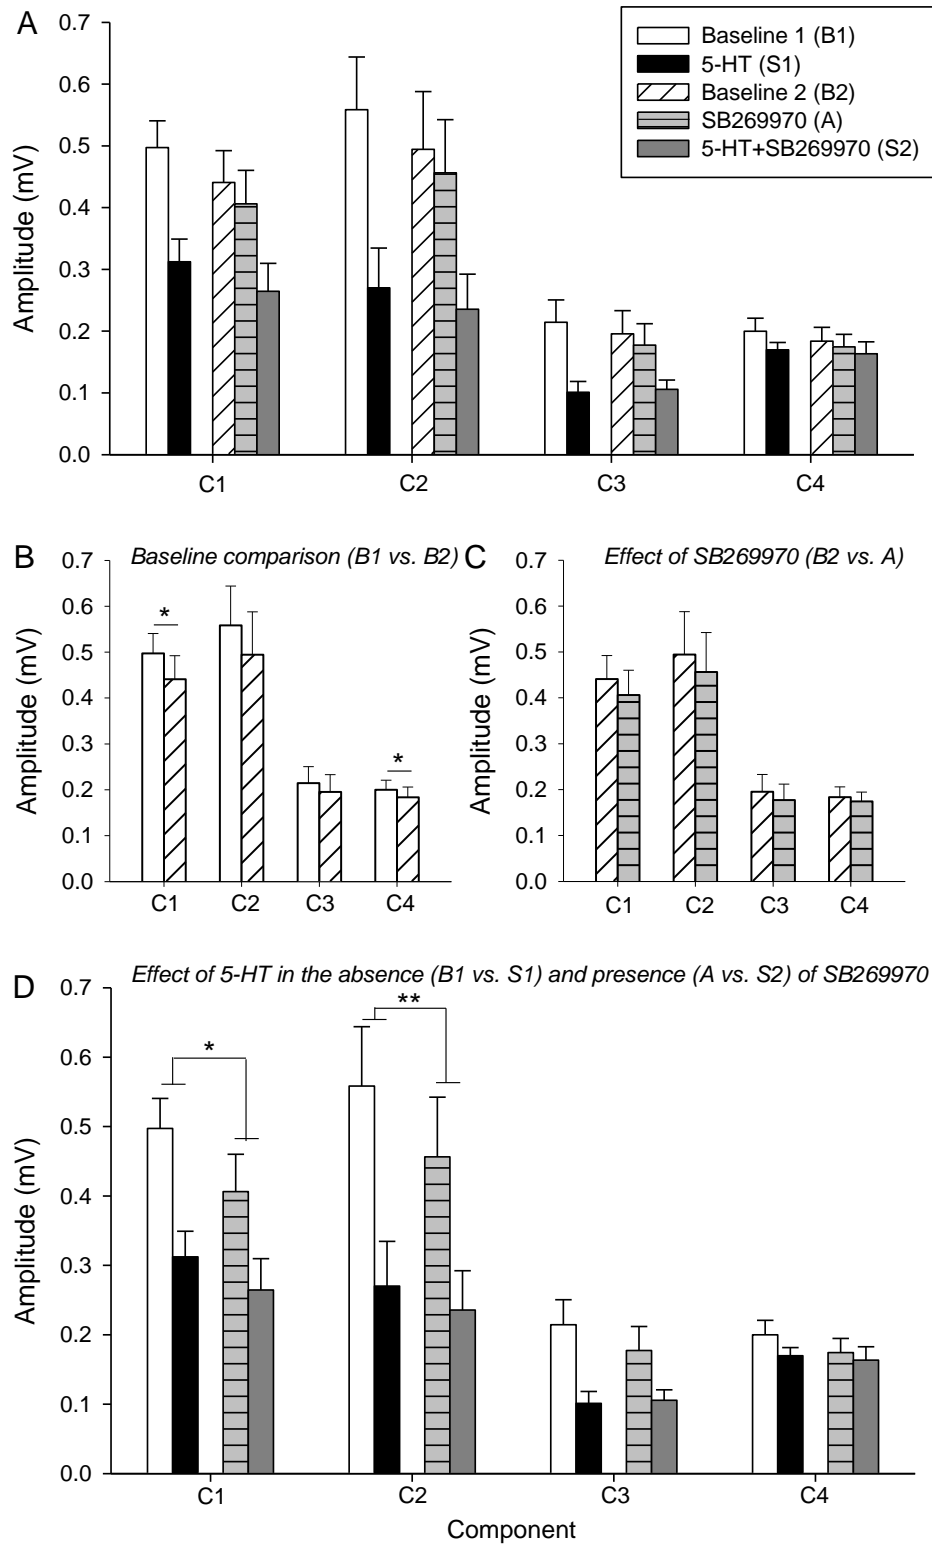 A
0.7
0.6
0.5
0.4
0.3
0.2
0.1
0.0
Amplitude (mV)
Baseline 1 (B1)
5-HT (S1)
Baseline 2 (B2)
SB269970 (A)
5-HT+SB269970 (S2)
C1 C2 C3 C4
B
Baseline comparison (B1 vs. B2)
0.7
0.6
0.5
0.4
0.3
0.2
0.1
0.0
Amplitude (mV)
*
*
C1 C2 C3 C4
C
Effect of SB269970 (B2 vs. A)
0.7
0.6
0.5
0.4
0.3
0.2
0.1
0.0
Amplitude (mV)
C1 C2 C3 C4
D
Effect of 5-HT in the absence (B1 vs. S1) and presence (A vs. S2) of SB269970
0.7
0.6
0.5
0.4
0.3
0.2
0.1
0.0
Amplitude (mV)
*
**
C1 C2 C3 C4
Component